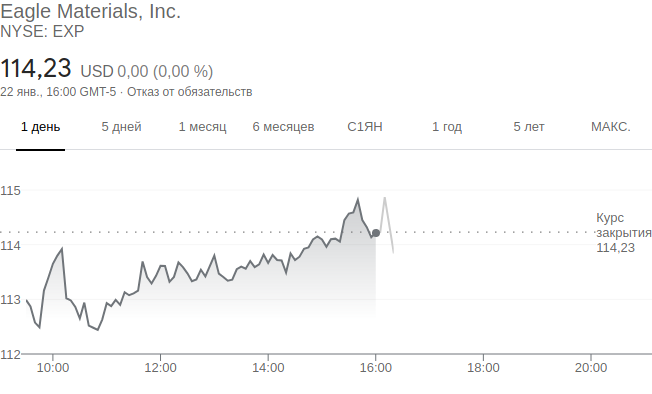 Eagle Materials, Inc.
NYSE: EXP
114,23 USD 0,00 (0,00 %)
22 янв., 16:00 GMT-5 · Отказ от обязательств
1 день 5 дней 1 месяц 6 месяцев С1ЯН 1 год 5 лет МАКС.
115
Курс
закрытия
114,23
114
113
112
10:00 12:00 14:00 16:00 18:00 20:00